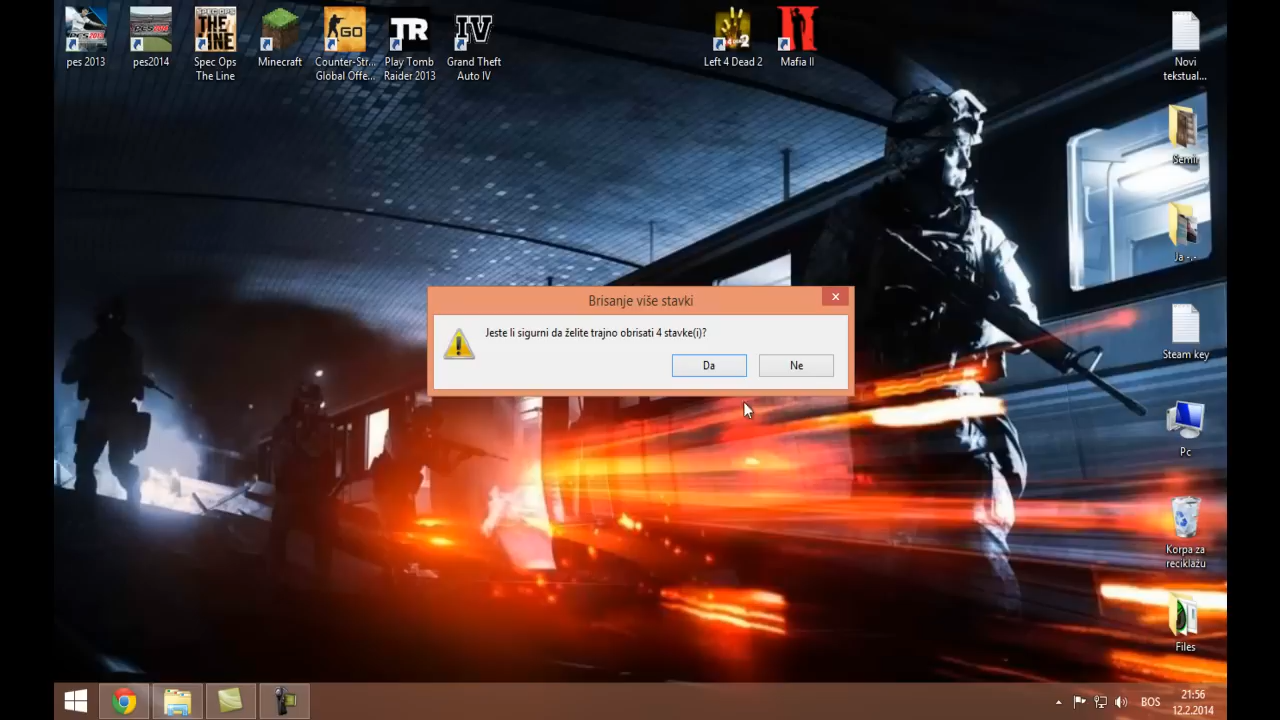 pes 2013
pes2014
Spec Ops
The Line
Minecraft
Counter-Str...
Global Offe...
Play Tomb
Raider 2013
Grand Theft
Auto IV
Left 4 Dead 2
Mafia II
Novi
tekstual...
Semir
Ja -,-
Steam key
Pc
Korpa za
reciklažu
Files
Brisanje više stavki
Jeste li sigurni da želite trajno obrisati 4 stavke(i)?
Da
Ne
BOS
21:56
12.2.2014